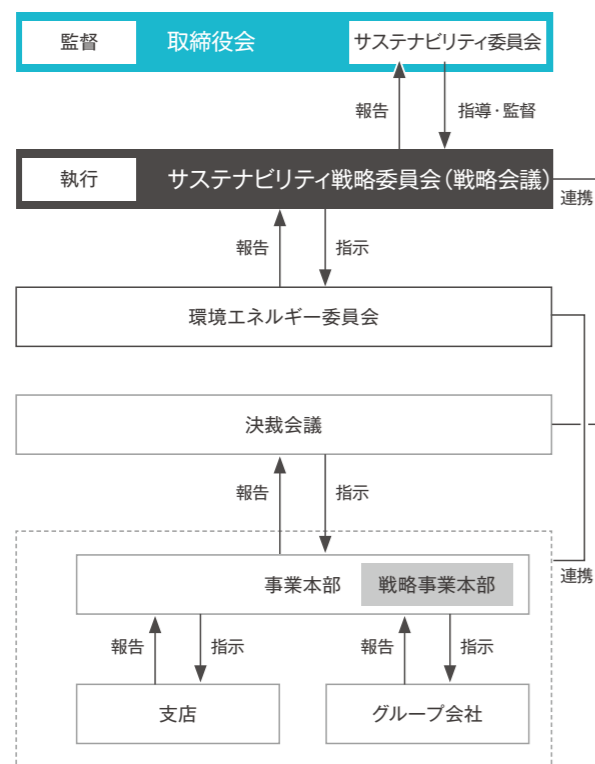 監督
取締役会
サステナビリティ委員会
報告
指導・監督
執行
サステナビリティ戦略委員会(戦略会議)
連携
報告
指示
環境エネルギー委員会
決裁会議
報告
指示
事業本部
戦略事業本部
連携
報告
指示
報告
指示
支店
グループ会社